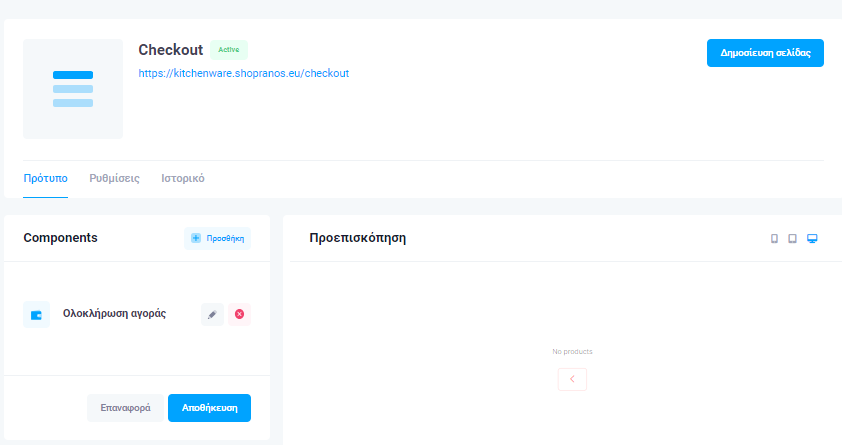 Checkout
Active
Δημοσίευση σελίδας
https://kitchenware.shopranos.eu/checkout
Πρότυπο
Ρυθμίσεις
Ιστορικό
Components
Προσθήκη
Ολοκλήρωση αγοράς
Επαναφορά
Αποθήκευση
Προεπισκόπηση
No products